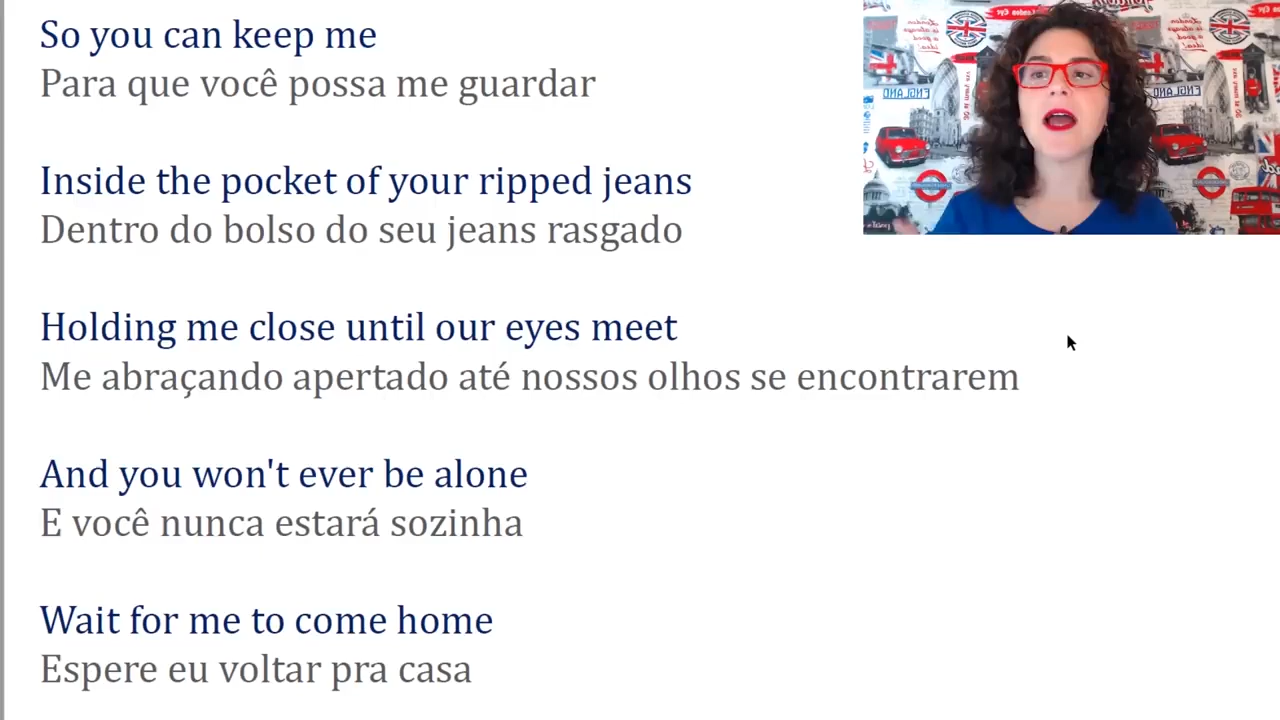 So you can keep me
Para que você possa me guardar
Inside the pocket of your ripped jeans
Dentro do bolso do seu jeans rasgado
Holding me close until our eyes meet
Me abraçando apertado até nossos olhos se encontrarem
And you won't ever be alone
E você nunca estará sozinha
Wait for me to come home
Espere eu voltar pra casa
ENGLAND
ENGLAND